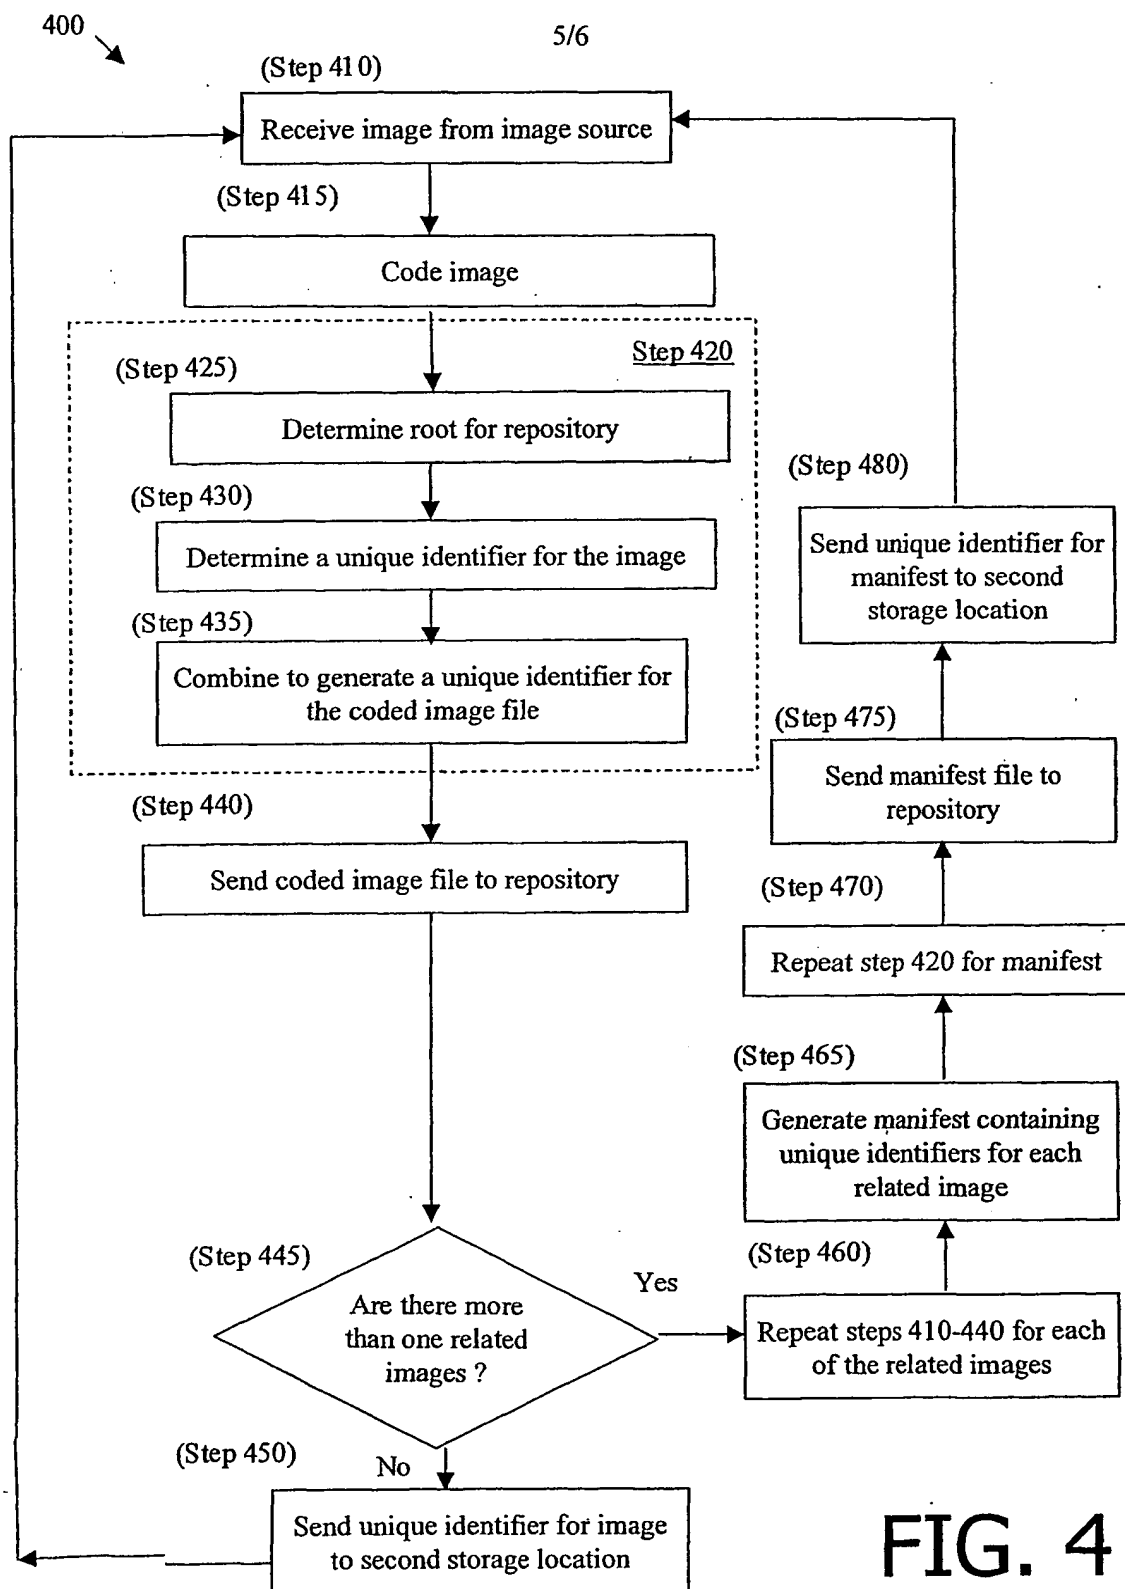 400
5/6
(Step 410)
Receive image from image source
(Step 415)
Code image
Step 420
(Step 425)
Determine root for repository
(Step 430)
Determine a unique identifier for the image
(Step 435)
Combine to generate a unique identifier for
the coded image file
(Step 440)
Send coded image file to repository
(Step 445)
Are there more
than one related
images ?
Yes
No
(Step 450)
Send unique identifier for image
to second storage location
(Step 460)
Repeat steps 410-440 for each
of the related images
(Step 465)
Generate manifest containing
unique identifiers for each
related image
(Step 470)
Repeat step 420 for manifest
(Step 475)
Send manifest file to
repository
(Step 480)
Send unique identifier for
manifest to second
storage location
FIG. 4